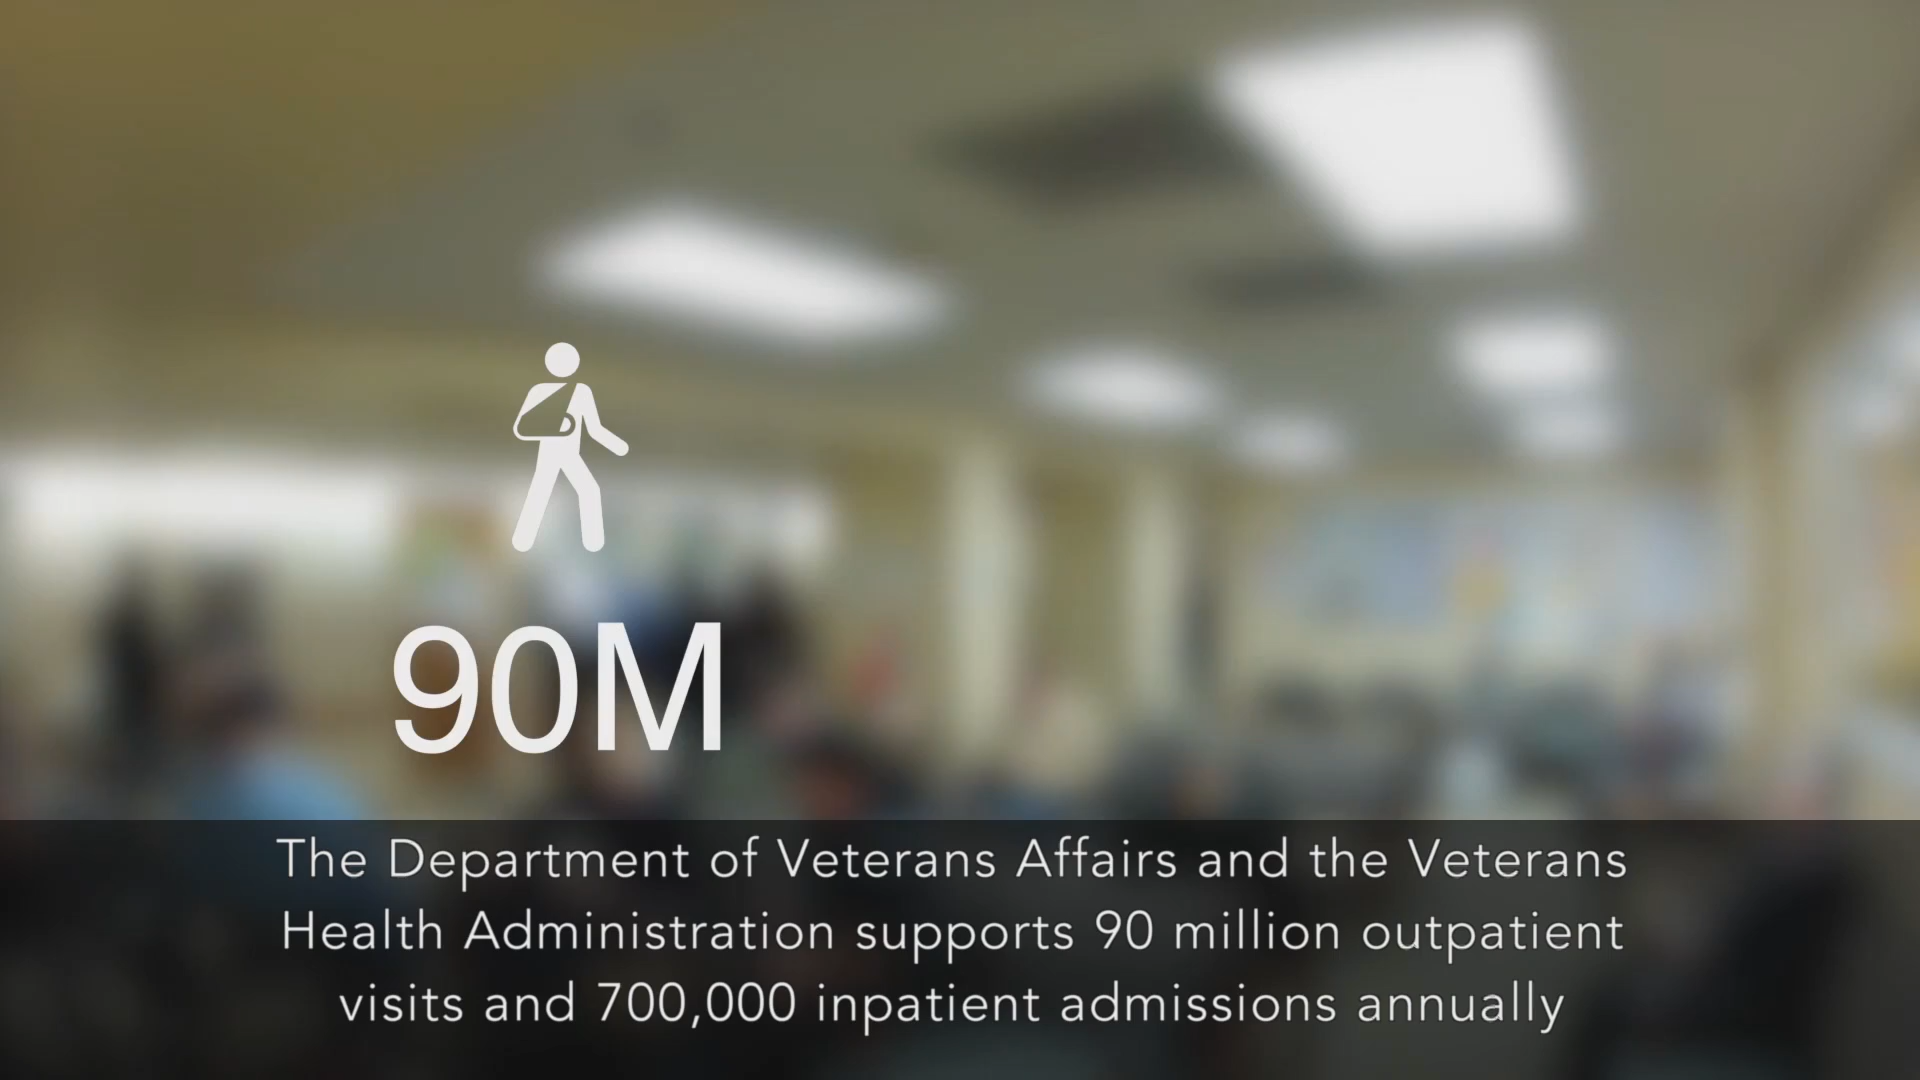 90M
The Department of Veterans Affairs and the Veterans
Health Administration supports 90 million outpatient
visits and 700,000 inpatient admissions annually